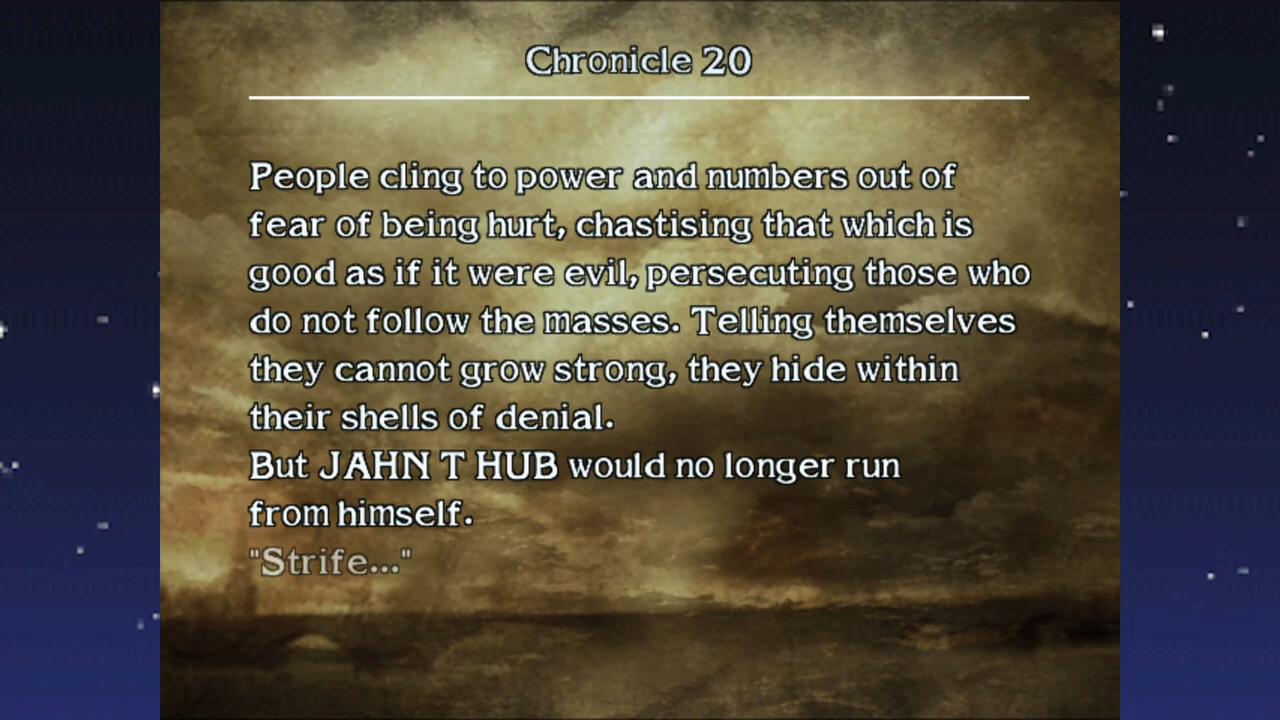 Chronicle 20
People cling to power and numbers out of
fear of being hurt, chastising that which is
good as if it were evil, persecuting those who
do not follow the masses. Telling themselves
they cannot grow strong, they hide within
their shells of denial.
But JAHN T HUB would no longer run
from himself.
"Strife..."